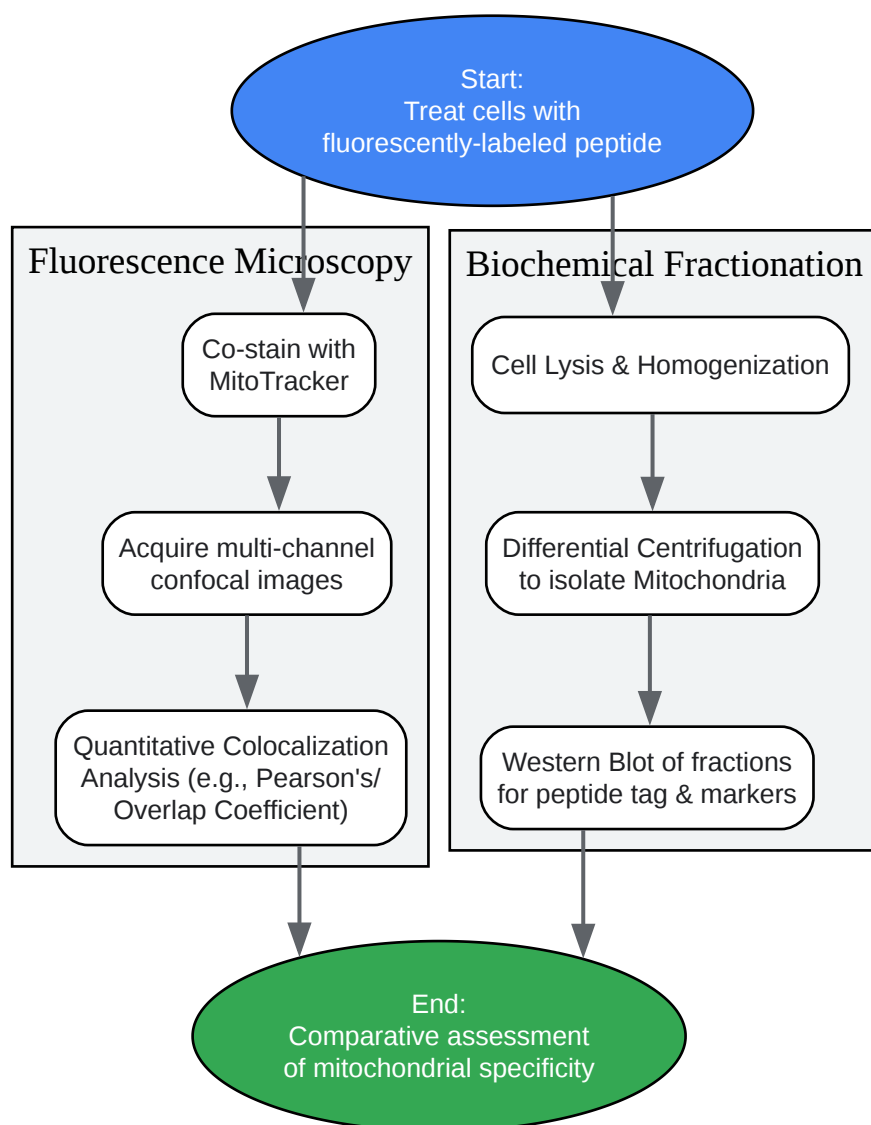 Start:
Treat cells with
fluorescently-labeled peptide
Fluorescence Microscopy
Co-stain with
MitoTracker
Acquire multi-channel
confocal images
Quantitative Colocalization
Analysis (e.g., Pearson's/
Overlap Coefficient)
Biochemical Fractionation
Cell Lysis & Homogenization
Differential Centrifugation
to isolate Mitochondria
Western Blot of fractions
for peptide tag & markers
End:
Comparative assessment
of mitochondrial specificity